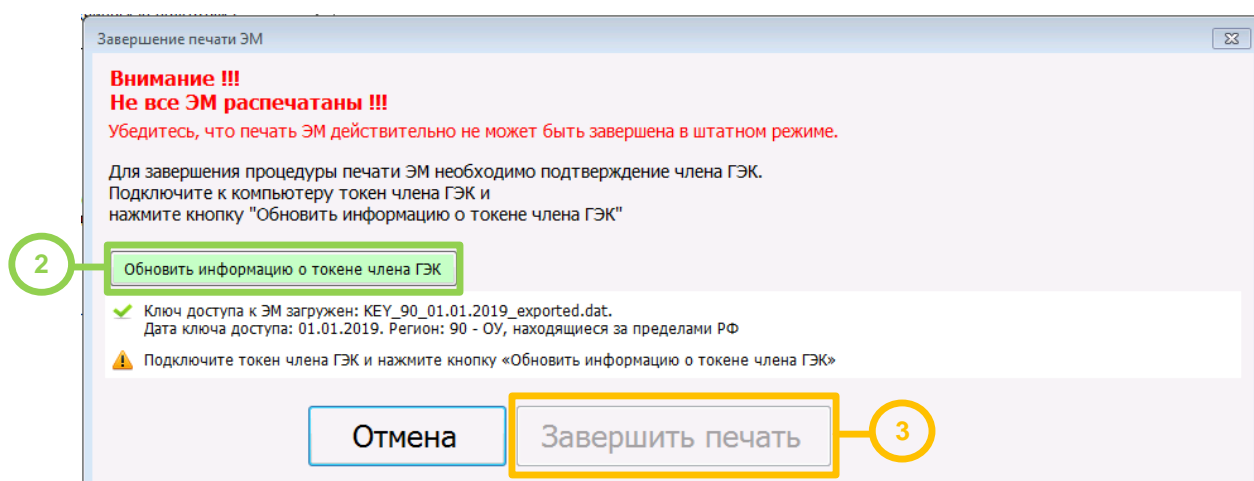 Завершение печати ЭМ
Внимание !!!
Не все ЭМ распечатаны !!!
Убедитесь, что печать ЭМ действительно не может быть завершена в штатном режиме.
Для завершения процедуры печати ЭМ необходимо подтверждение члена ГЭК.
Подключите к компьютеру токен члена ГЭК и
нажмите кнопку "Обновить информацию о токене члена ГЭК"
2
Обновить информацию о токене члена ГЭК
Ключ доступа к ЭМ загружен: KEY_90_01.01.2019_exported.dat.
Дата ключа доступа: 01.01.2019. Регион: 90 - ОУ, находящиеся за пределами РФ
Подключите токен члена ГЭК и нажмите кнопку «Обновить информацию о токене члена ГЭК»
Отмена
Завершить печать
3